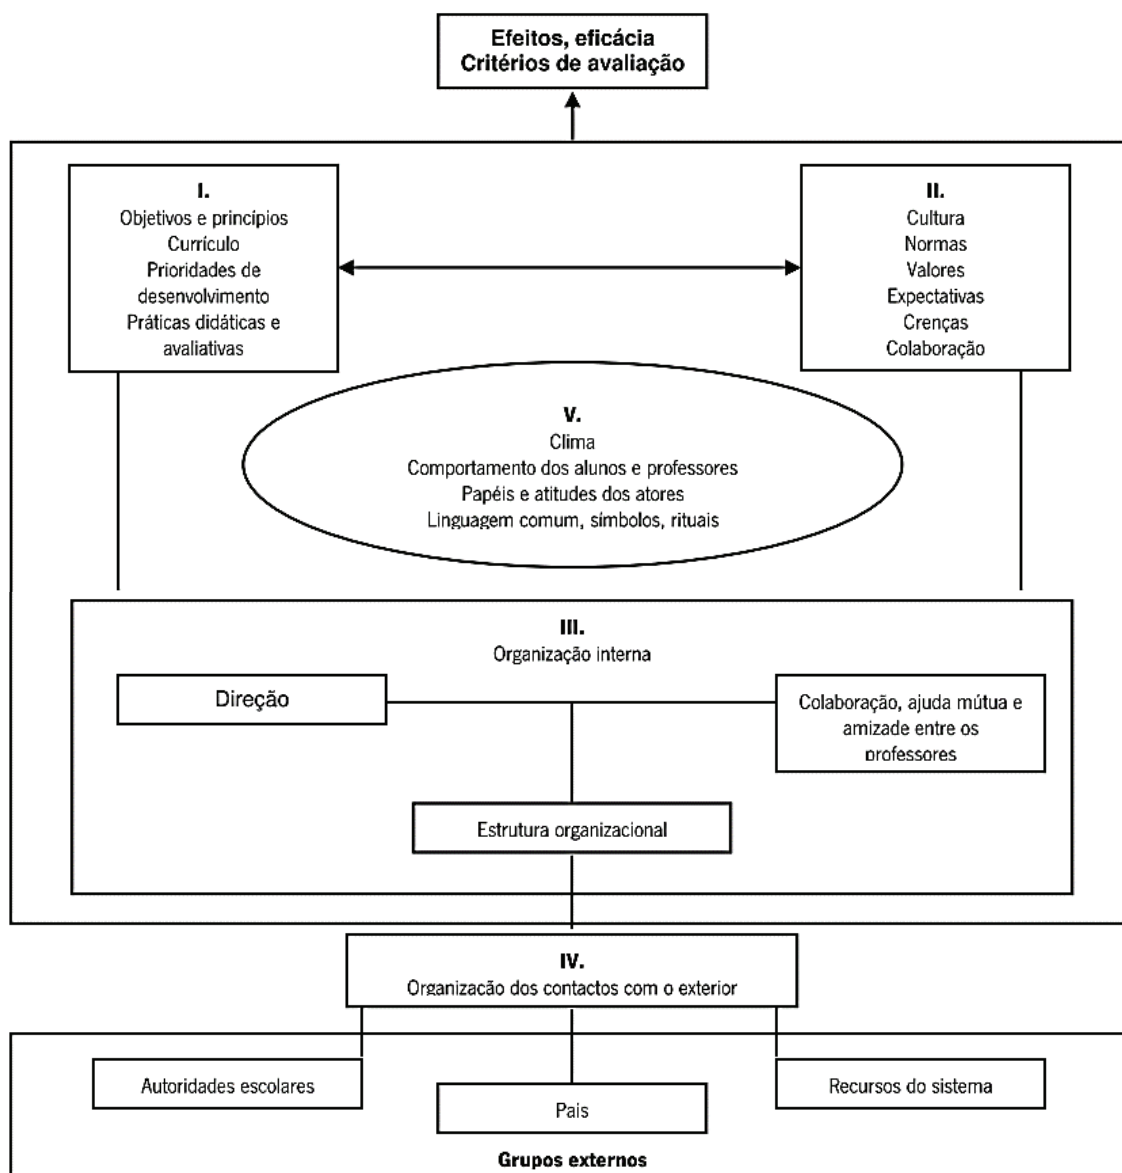 Efeitos, eficácia
Critérios de avaliação
I.
Objetivos e princípios
Currículo
Prioridades de
desenvolvimento
Práticas didáticas e
avaliativas
II.
Cultura
Normas
Valores
Expectativas
Crenças
Colaboração
V.
Clima
Comportamento dos alunos e professores
Papéis e atitudes dos atores
Linguagem comum, símbolos, rituais
III.
Organização interna
Direção
Colaboração, ajuda mútua e
amizade entre os
professores
Estrutura organizacional
IV.
Organização dos contactos com o exterior
Autoridades escolares
Pais
Recursos do sistema
Grupos externos